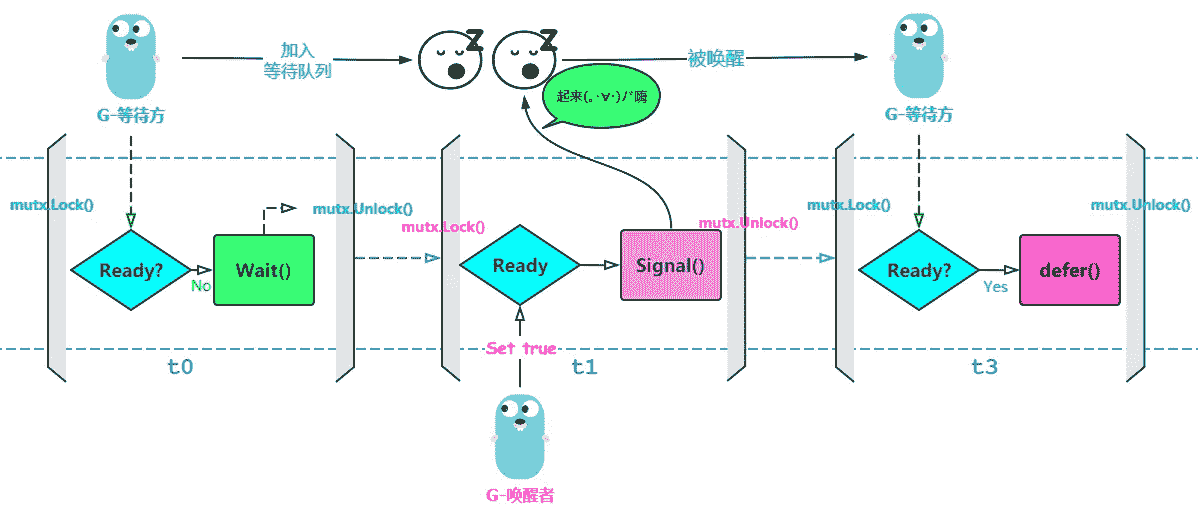 加入
等待队列
Z
Z
被唤醒
起来(｡･∀･)ﾉﾞ嗨
G-等待方
G-等待方
mutx.Lock()
mutx.Unlock()
mutx.Lock()
mutx.Unlock()
mutx.Lock()
mutx.Unlock()
Ready?
No
Wait()
Ready
Signal()
Ready?
Yes
defer()
Set true
t0
t1
t3
G-唤醒者